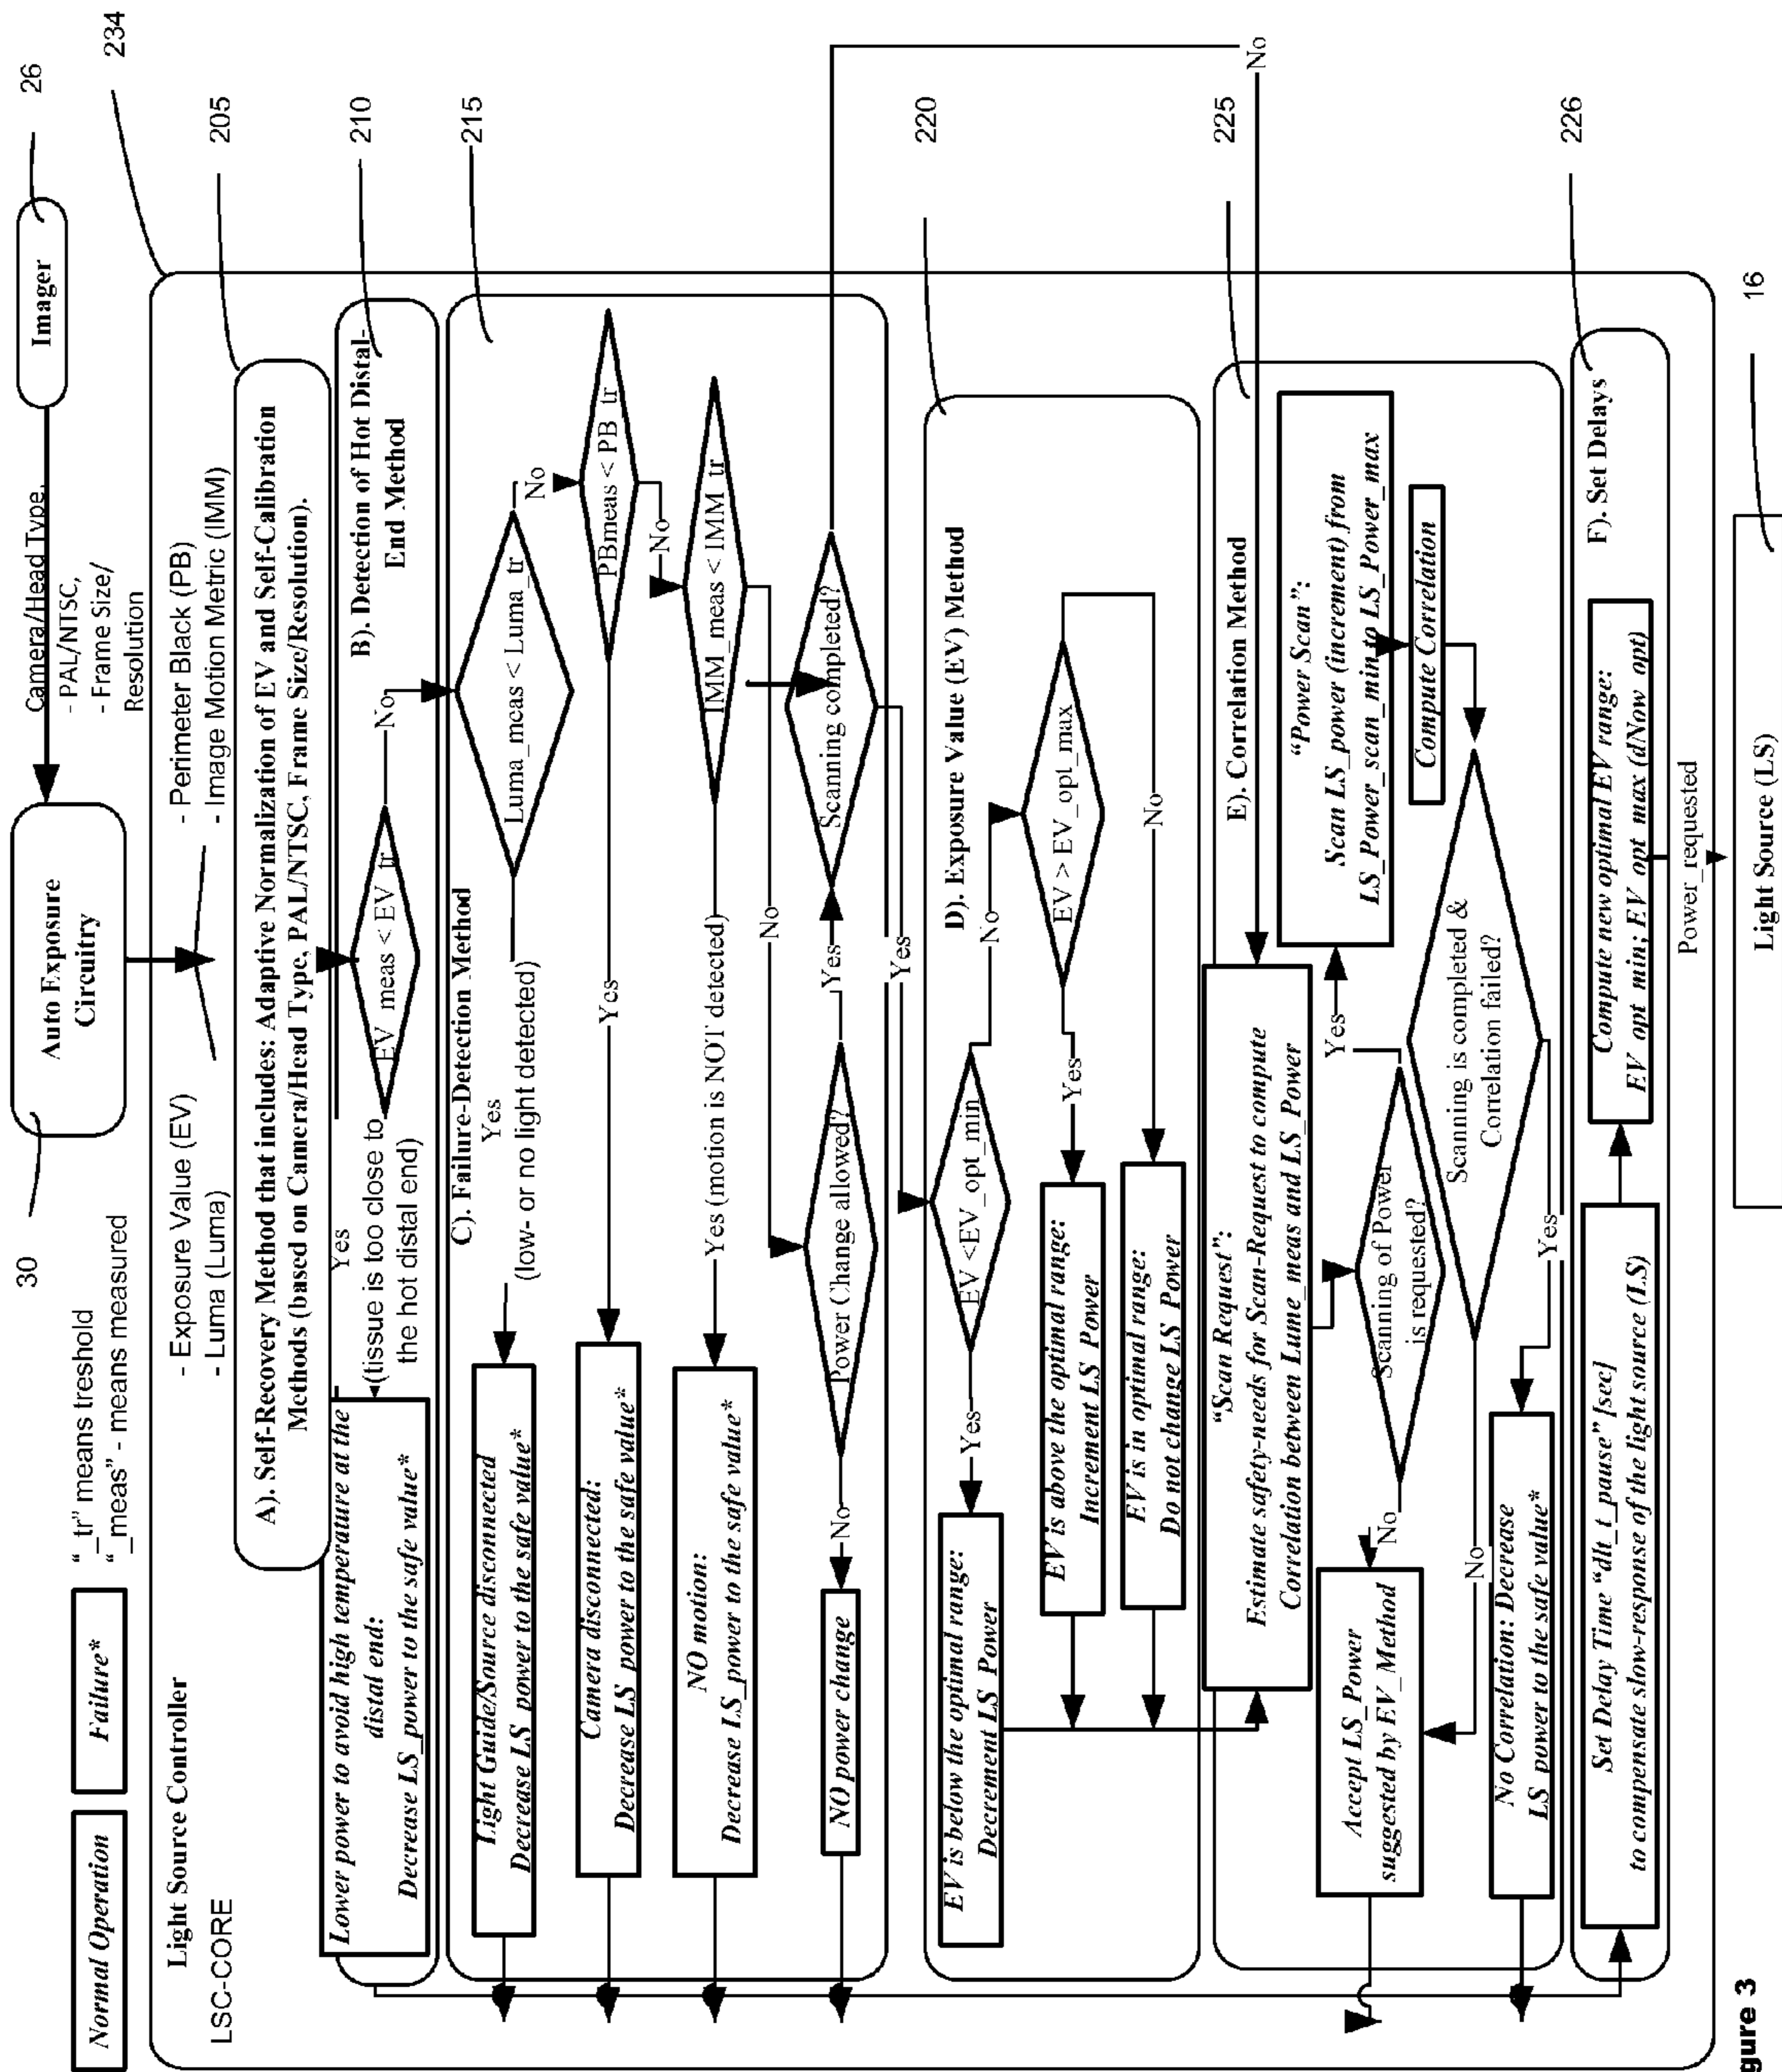 Normal Operation
Failure*
"_tr" means treshold
"_meas" - means measured
30
Auto Exposure
Circuitry
Camera/Head Type,
- PAL/NTSC,
- Frame Size/
Resolution
Imager
26
234
Light Source Controller
LSC-CORE
- Exposure Value (EV)
- Luma (Luma)
- Perimeter Black (PB)
- Image Motion Metric (IMM)
205
A). Self-Recovery Method that includes: Adaptive Normalization of EV and Self-Calibration
Methods (based on Camera/Head Type, PAL/NTSC, Frame Size/Resolution).
210
B). Detection of Hot Distal-
End Method
EV_meas < EV_tr
Yes
(tissue is too close to
the hot distal end)
No
Lower power to avoid high temperature at the
distal end:
Decrease LS_power to the safe value*
215
C). Failure-Detection Method
Luma_meas < Luma_tr
No
Yes
(low- or no light detected)
Light Guide/Source disconnected
Decrease LS_power to the safe value*
PBmeas < PB_tr
No
Yes
Camera disconnected:
Decrease LS_power to the safe value*
IMM_meas < IMM_tr
Yes (motion is NOT detected)
No
NO motion:
Decrease LS_power to the safe value*
Power Change allowed?
Yes
No
NO power change
Scanning completed?
Yes
No
220
D). Exposure Value (EV) Method
EV <EV_opt_min
No
Yes
EV is below the optimal range:
Decrement LS_Power
EV > EV_opt_max
Yes
No
EV is above the optimal range:
Increment LS_Power
EV is in optimal range:
Do not change LS_Power
225
E). Correlation Method
"Scan Request":
Estimate safety-needs for Scan-Request to compute
Correlation between Lume_meas and LS_Power
Scanning of Power
is requested?
Yes
No
"Power Scan":
Scan LS_power (increment) from
LS_Power_scan_min to LS_Power_max
Compute Correlation
Scanning is completed &
Correlation failed?
No
Yes
Accept LS_Power
suggested by EV_Method
No Correlation: Decrease
LS_power to the safe value*
226
F). Set Delays
Set Delay Time "dlt_t_pause" [sec]
to compensate slow-response of the light source (LS)
Compute new optimal EV range:
EV_opt_min; EV_opt_max (dNow_opt)
Power_requested
16
Light Source (LS)
gure 3